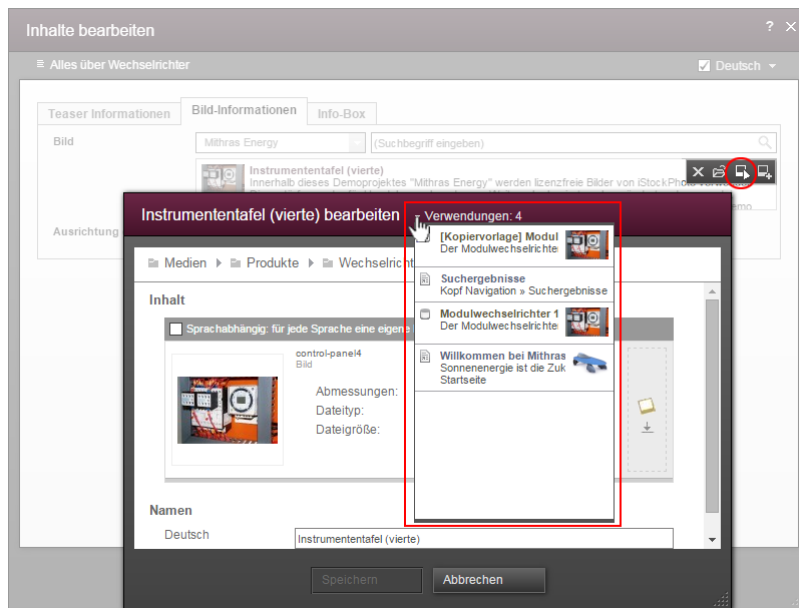 Inhalte bearbeiten
?
Alles über Wechselrichter
Deutsch
Teaser Informationen
Bild-Informationen
Info-Box
Bild
Mithras Energy
(Suchbegriff eingeben)
Instrumententafel (vierte)
Innerhalb dieses Demoprojektes "Mithras Energy" werden lizenzfreie Bilder von iStockPhoto
Ausrichtung
Instrumententafel (vierte) bearbeiten
Verwendungen: 4
[Kopiervorlage] Modul
Der Modulwechselrichte
Suchergebnisse
Kopf Navigation » Suchergebnisse
Modulwechselrichter 1
Der Modulwechselrichte
Willkommen bei Mithras
Sonnenenergie ist die Zuk
Startseite
Medien
Produkte
Wechselricht
Inhalt
Sprachabhängig: für jede Sprache eine eigene
control-panel4
Bild
Abmessungen:
Dateityp:
Dateigröße:
Namen
Deutsch
Instrumententafel (vierte)
Speichern
Abbrechen